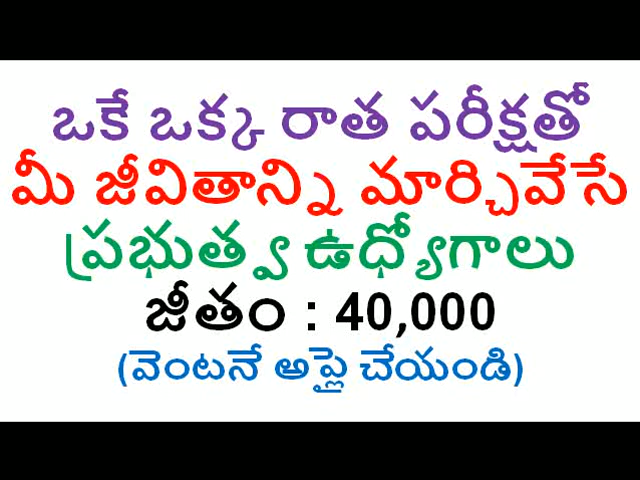 ఒకే ఒక్క రాత పరీక్షతో
మీ జీవితాన్ని మార్చివేసే
ప్రభుత్వ ఉధ్యోగాలు
జీతం : 40,000
(వెంటనే అప్లై చేయండి)